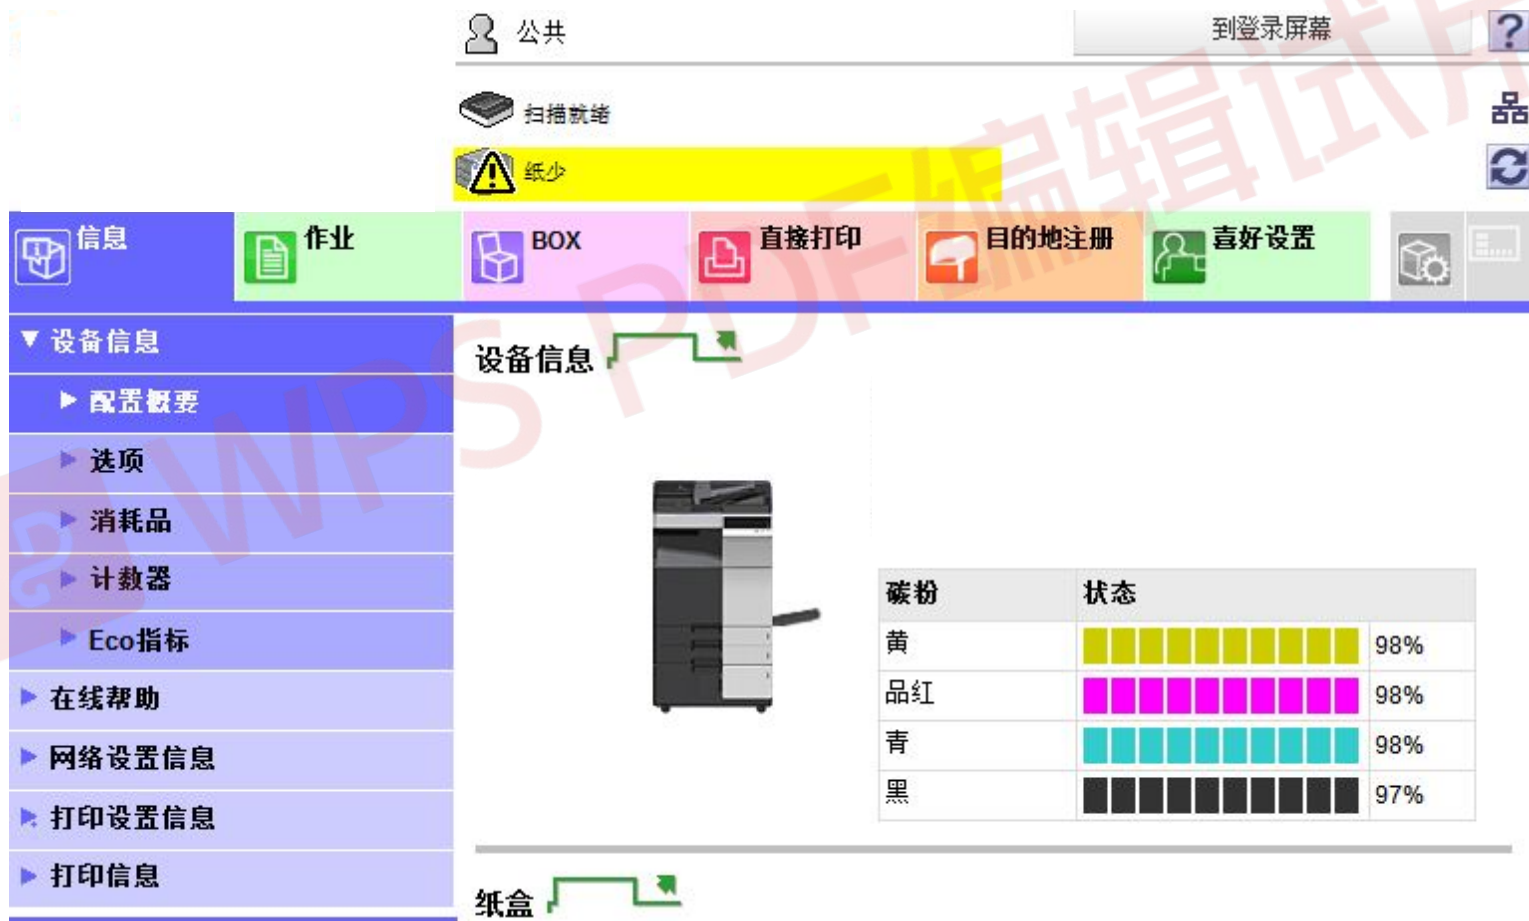 公共
到登录屏幕
?
扫描就绪
纸少
信息
作业
BOX
直接打印
目的地注册
喜好设置
设备信息
配置概要
选项
消耗品
计数器
Eco指标
在线帮助
网络设置信息
打印设置信息
打印信息
设备信息
碳粉 状态
黄 98%
品红 98%
青 98%
黑 97%
纸盒
WPS PDF编辑试用